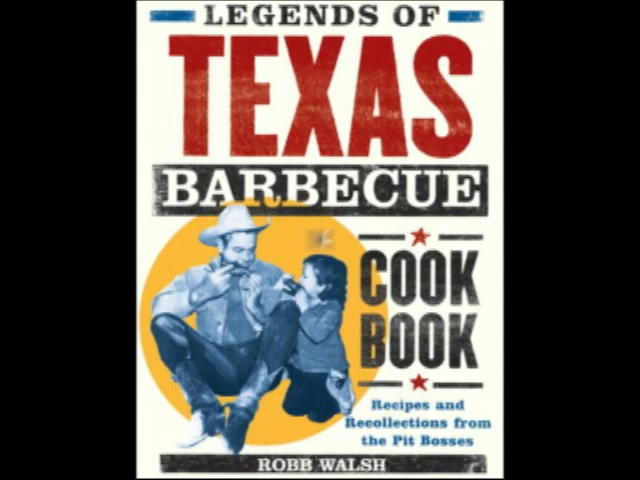 LEGENDS OF
TEXAS
BARBECUE
COOK
BOOK
Recipes and
Recollections from
the Pit Bosses
ROBB WALSH